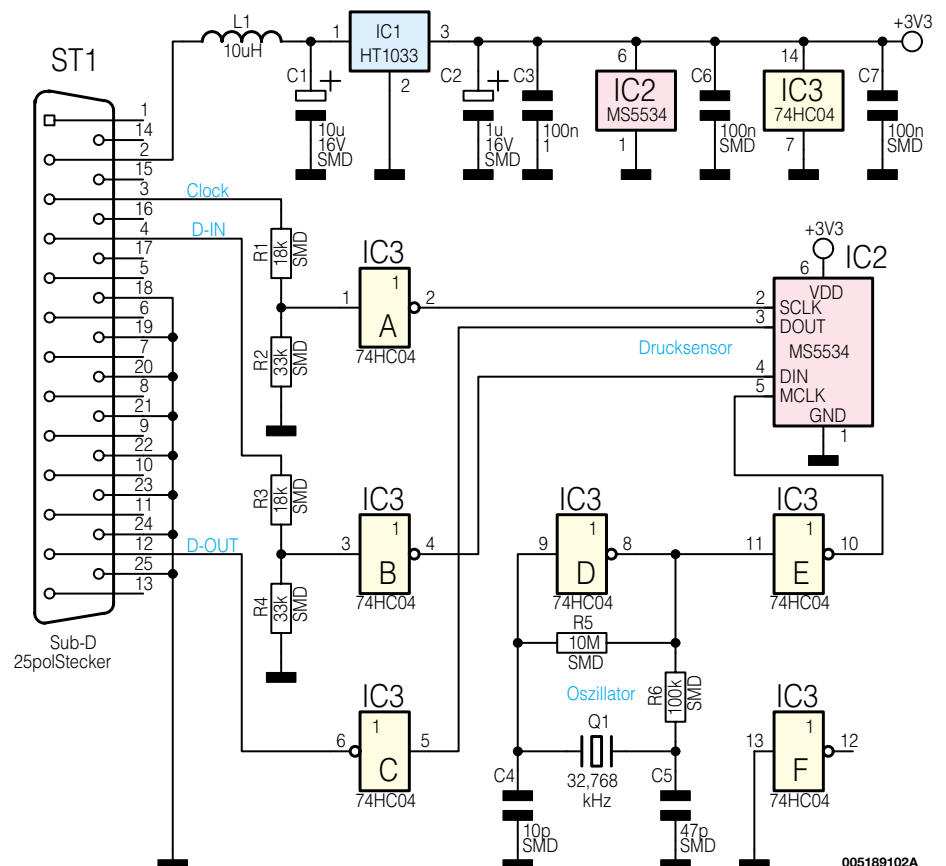 ST1
1
14
2
15
3
16
4
17
5
18
6
19
7
20
8
21
9
22
10
23
11
24
12
25
13
Sub-D
25polStecker
L1
10uH
C1
+
10u
16V
SMD
1
IC1
HT1033
3
2
C2
+
1u
16V
SMD
C3
100n
1
6
IC2
MS5534
1
C6
100n
SMD
14
IC3
74HC04
7
C7
100n
SMD
+3V3
Clock
D-IN
D-OUT
R1
18k
SMD
R2
33k
SMD
IC3
1
1
2
A
74HC04
Drucksensor
+3V3
6
IC2
VDD
2
SCLK
3
DOUT
MS5534
4
DIN
5
MCLK
GND
1
R3
18k
SMD
R4
33k
SMD
IC3
3
1
4
B
74HC04
IC3
9
1
8
D
74HC04
IC3
11
1
10
E
74HC04
R5
10M
SMD
Oszillator
R6
100k
SMD
Q1
32,768
kHz
C4
10p
SMD
C5
47p
SMD
IC3
6
1
5
C
74HC04
IC3
13
1
12
F
74HC04
005189102A